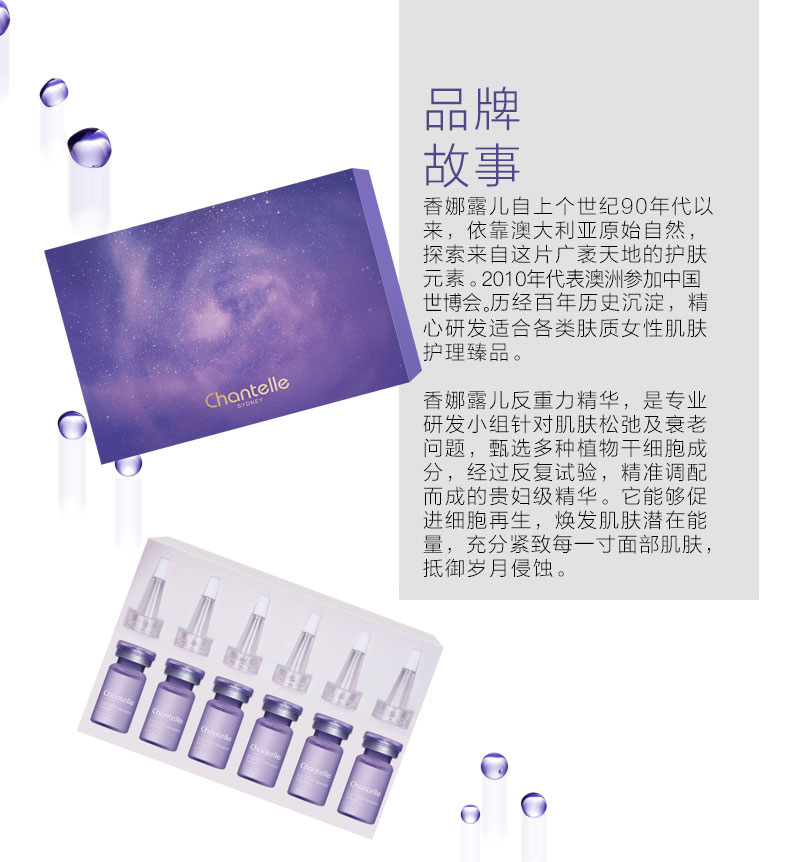 品牌
故事
香娜露儿自上个世纪90年代以
来，依靠澳大利亚原始自然，
探索来自这片广袤天地的护肤
元素。2010年代表澳洲参加中国
世博会。历经百年历史沉淀，精
心研发适合各类肤质女性肌肤
护理臻品。
香娜露儿反重力精华，是专业
研发小组针对肌肤松弛及衰老
问题，甄选多种植物干细胞成
分，经过反复试验，精准调配
而成的贵妇级精华。它能够促
进细胞再生，焕发肌肤潜在能
量，充分紧致每一寸面部肌肤，
抵御岁月侵蚀。
Chantelle
SYDNEY
Chantelle
Chantelle
Chantelle
Chantelle
Chantelle
Chantelle